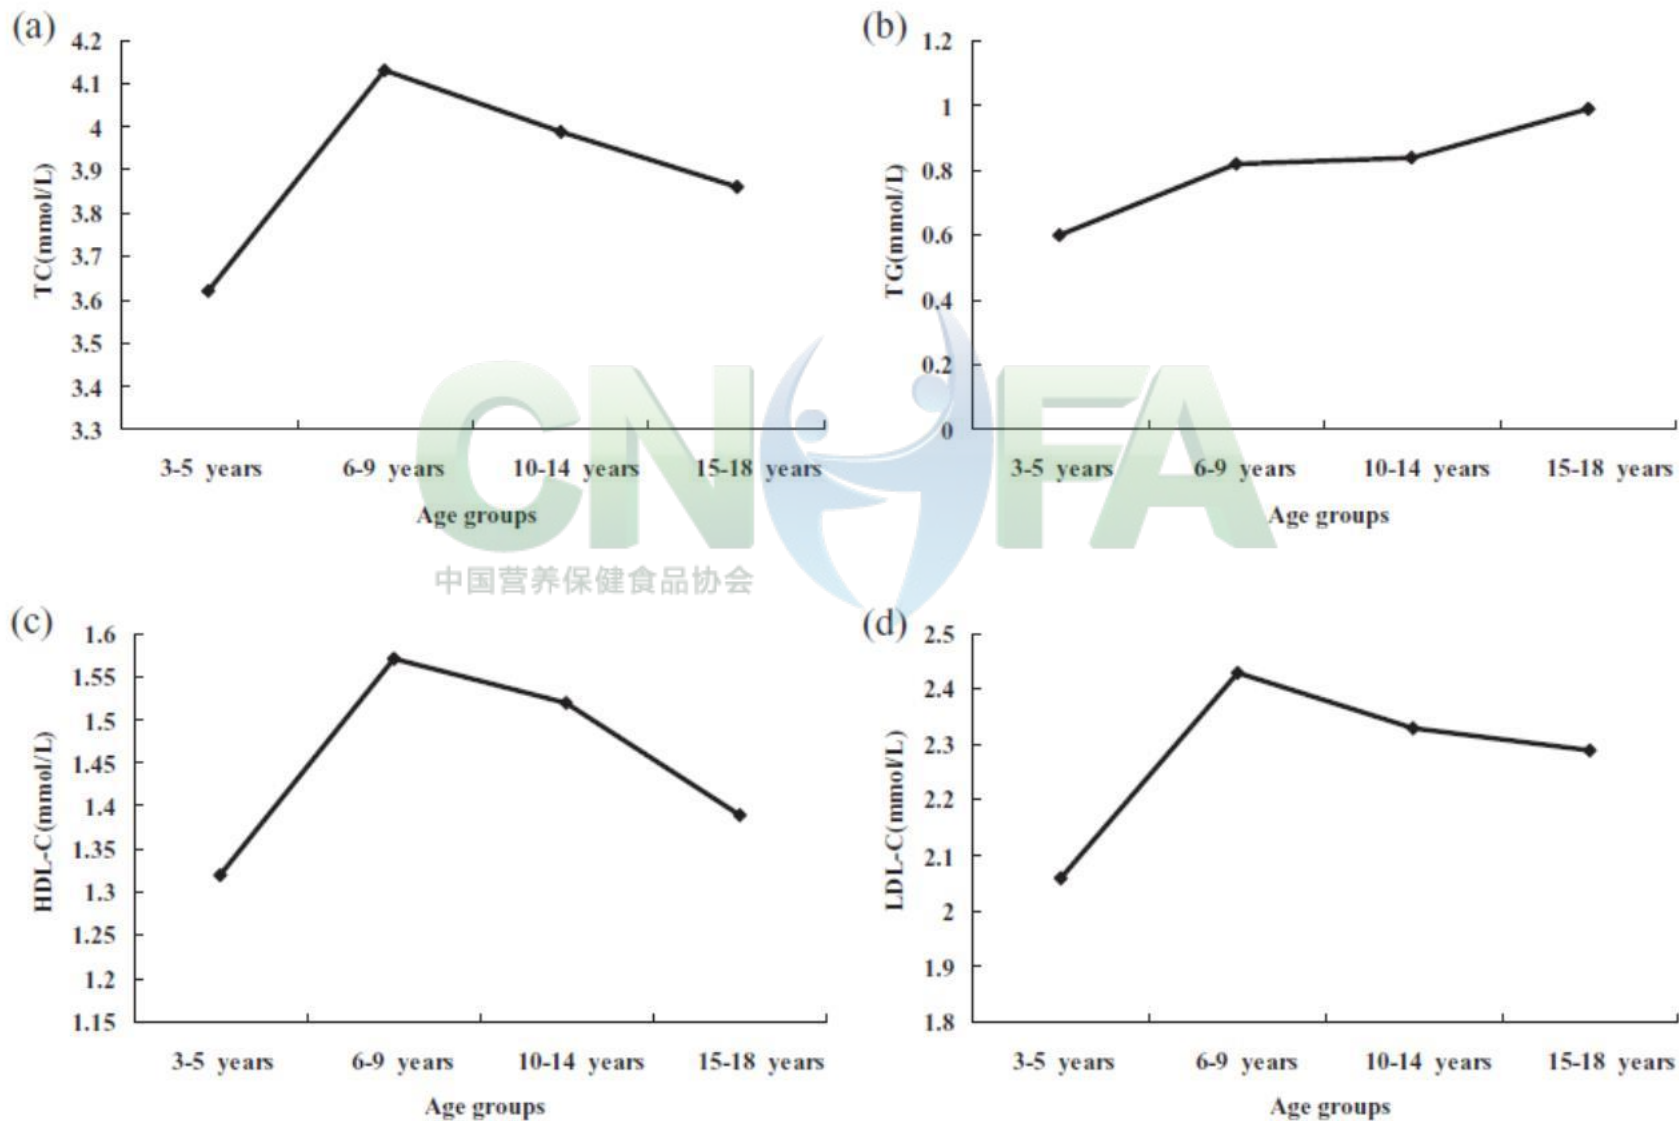 (a)
TC(mmol/L)
4.2
4.1
4
3.9
3.8
3.7
3.6
3.5
3.4
3.3
3-5 years 6-9 years 10-14 years 15-18 years
Age groups
(b)
TG(mmol/L)
1.2
1
0.8
0.6
0.4
0.2
0
3-5 years 6-9 years 10-14 years 15-18 years
Age groups
CNHFA
中国营养保健食品协会
(c)
HDL-C(mmol/L)
1.6
1.55
1.5
1.45
1.4
1.35
1.3
1.25
1.2
1.15
3-5 years 6-9 years 10-14 years 15-18 years
Age groups
(d)
LDL-C(mmol/L)
2.5
2.4
2.3
2.2
2.1
2
1.9
1.8
3-5 years 6-9 years 10-14 years 15-18 years
Age groups